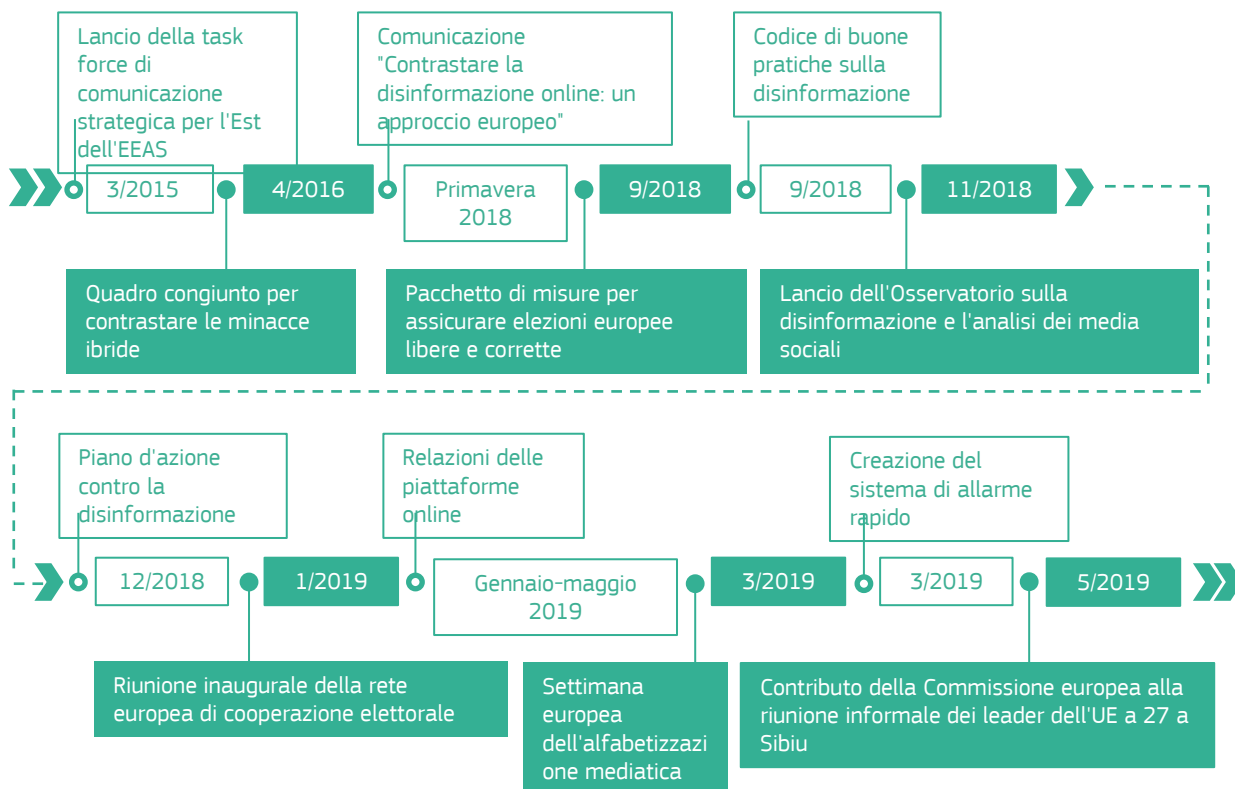 Lancio della task
force di
comunicazione
strategica per l'Est
dell'EEAS
Comunicazione
"Contrastare la
disinformazione online: un
approccio europeo"
Codice di buone
pratiche sulla
disinformazione
3/2015
4/2016
Primavera
2018
9/2018
9/2018
11/2018
Quadro congiunto per
contrastare le minacce
ibride
Pacchetto di misure per
assicurare elezioni europee
libere e corrette
Lancio dell'Osservatorio sulla
disinformazione e l'analisi dei media
sociali
Piano d'azione
contro la
disinformazione
Relazioni delle
piattaforme
online
Creazione del
sistema di allarme
rapido
12/2018
1/2019
Gennaio-maggio
2019
3/2019
3/2019
5/2019
Riunione inaugurale della rete
europea di cooperazione elettorale
Settimana
europea
dell'alfabetizzazi
one mediatica
Contributo della Commissione europea alla
riunione informale dei leader dell'UE a 27 a
Sibiu